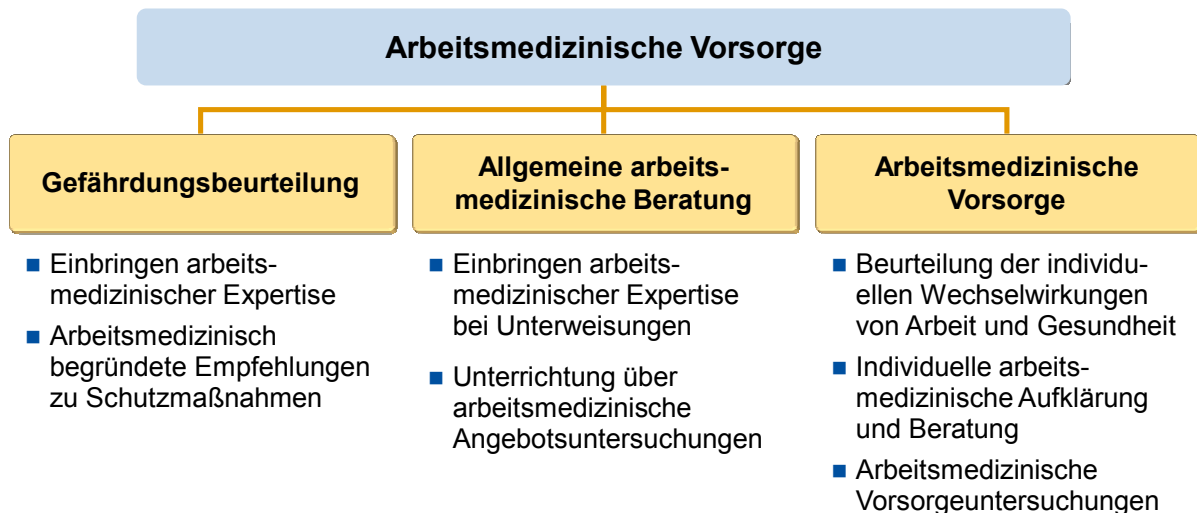 Arbeitsmedizinische Vorsorge
Gefährdungsbeurteilung
■ Einbringen arbeits-
medizinischer Expertise
■ Arbeitsmedizinisch
begründete Empfehlungen
zu Schutzmaßnahmen
Allgemeine arbeits-
medizinische Beratung
■ Einbringen arbeits-
medizinischer Expertise
bei Unterweisungen
■ Unterrichtung über
arbeitsmedizinische
Angebotsuntersuchungen
Arbeitsmedizinische
Vorsorge
■ Beurteilung der individu-
ellen Wechselwirkungen
von Arbeit und Gesundheit
■ Individuelle arbeits-
medizinische Aufklärung
und Beratung
■ Arbeitsmedizinische
Vorsorgeuntersuchungen